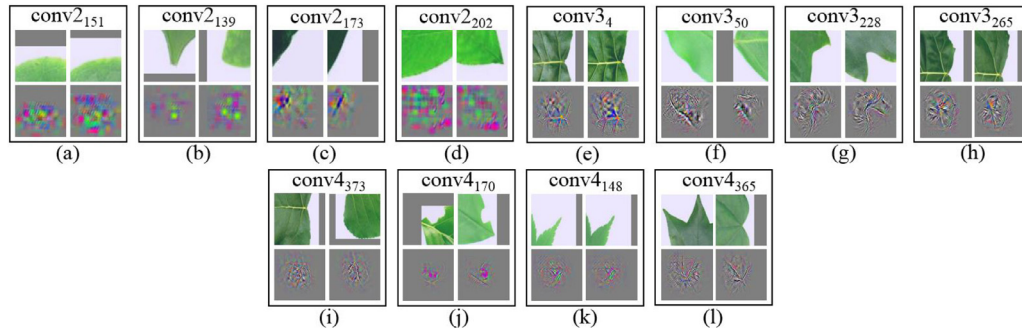 conv2₁₅₁ conv2₁₃₉ conv2₁₇₃ conv2₂₀₂ conv3₄ conv3₅₀ conv3₂₂₈ conv3₂₆₅
(a) (b) (c) (d) (e) (f) (g) (h)
conv4₃₇₃ conv4₁₇₀ conv4₁₄₈ conv4₃₆₅
(i) (j) (k) (l)